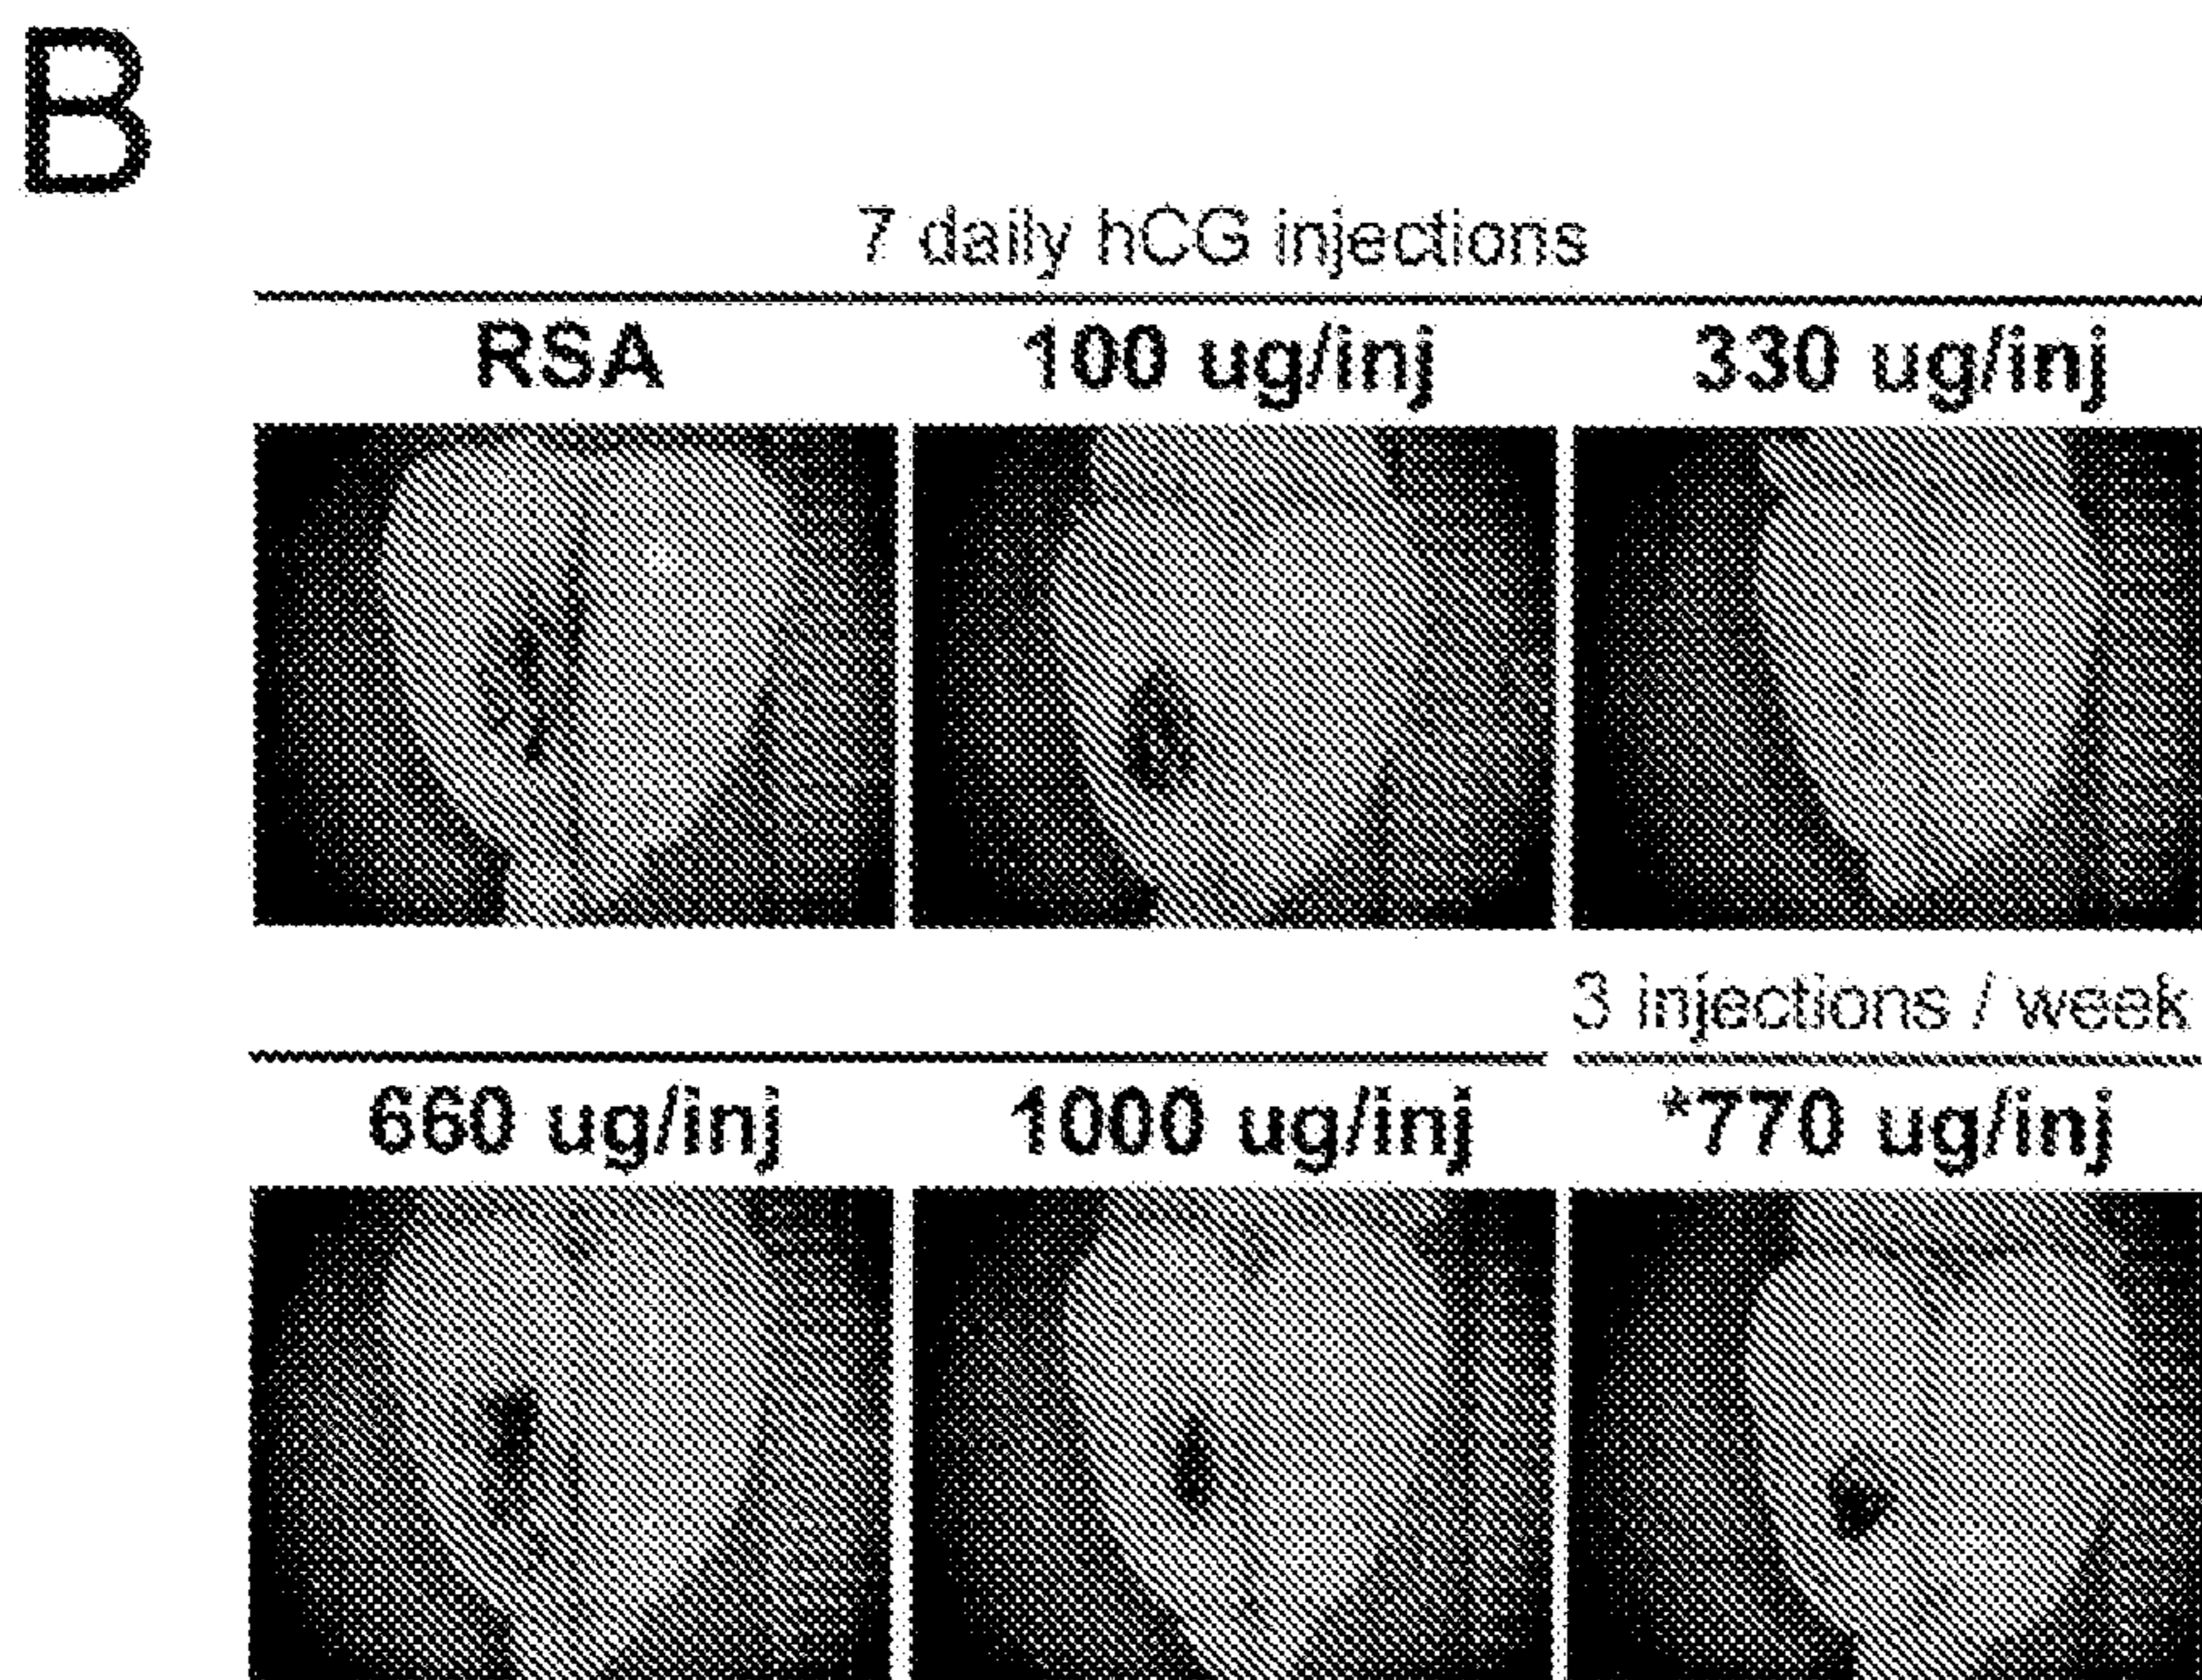 B
7 daily hCG injections
RSA 100 ug/inj 330 ug/inj
3 injections / week
660 ug/inj 1000 ug/inj *770 ug/inj